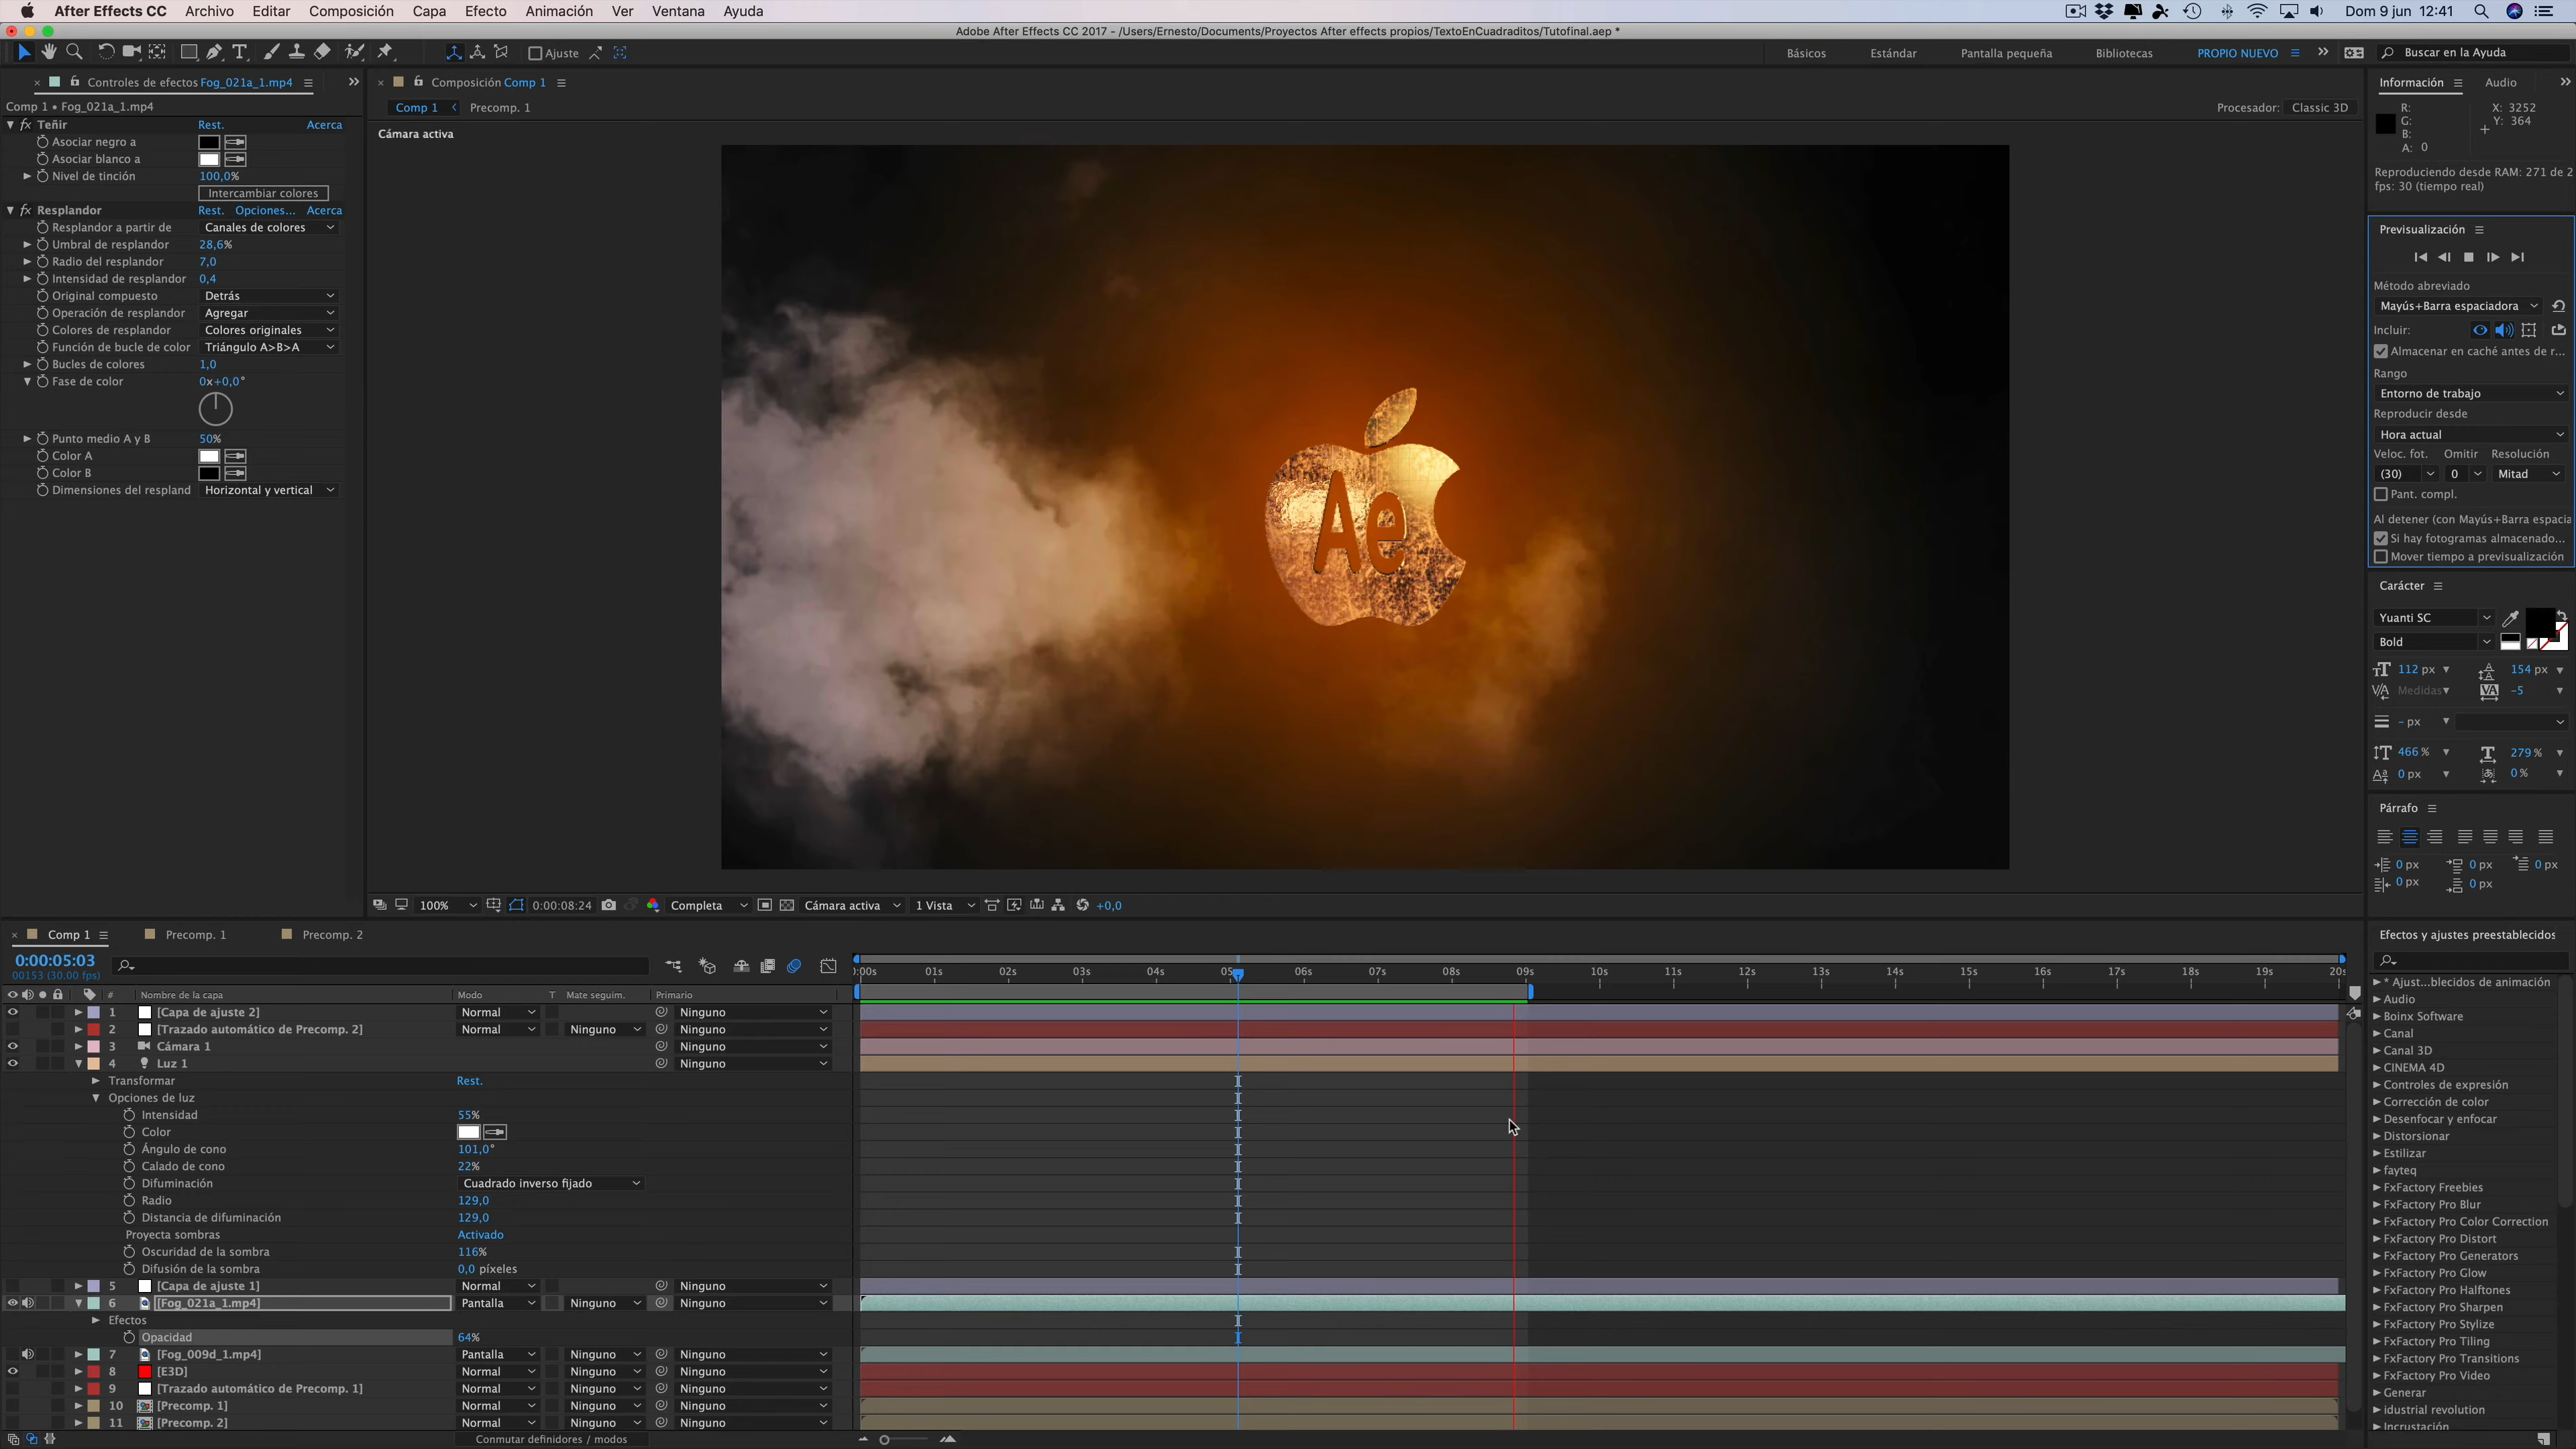 After Effects CC Archivo Editar Composición Capa Efecto Animación Ver Ventana Ayuda Dom 9 jun 12:41
Adobe After Effects CC 2017 - /Users/Ernesto/Documents/Proyectos After effects propios/TextoEnCuadraditos/Tutofinal.aep *
Ajuste Básicos Estándar Pantalla pequeña Bibliotecas PROPIO NUEVO Buscar en la Ayuda
Controles de efectos Fog_021a_1.mp4
Comp 1 • Fog_021a_1.mp4
fx Teñir Rest. Acerca
Asociar negro a
Asociar blanco a
Nivel de tinción 100,0%
Intercambiar colores
fx Resplandor Rest. Opciones... Acerca
Resplandor a partir de Canales de colores
Umbral de resplandor 28,6%
Radio del resplandor 7,0
Intensidad de resplandor 0,4
Original compuesto Detrás
Operación de resplandor Agregar
Colores de resplandor Colores originales
Función de bucle de color Triángulo A>B>A
Bucles de colores 1,0
Fase de color 0x+0,0°
Punto medio A y B 50%
Color A
Color B
Dimensiones del respland Horizontal y vertical
Composición Comp 1
Comp 1 Precomp. 1 Procesador: Classic 3D
Cámara activa
Ae
100% 0:00:08:24 Completa Cámara activa 1 Vista +0,0
Información Audio
R: X: 3252
G: Y: 364
B:
A: 0
Reproduciendo desde RAM: 271 de 2
fps: 30 (tiempo real)
Previsualización
Método abreviado
Mayús+Barra espaciadora
Incluir:
Almacenar en caché antes de r...
Rango
Entorno de trabajo
Reproducir desde
Hora actual
Veloc. fot. Omitir Resolución
(30) 0 Mitad
Pant. compl.
Al detener (con Mayús+Barra espacia
Si hay fotogramas almacenado...
Mover tiempo a previsualización
Carácter
Yuanti SC
Bold
112 px 154 px
Medidas -5
- px
466 % 279 %
0 px 0 %
Párrafo
0 px 0 px 0 px
0 px 0 px
Comp 1 Precomp. 1 Precomp. 2
0:00:05:03
00153 (30.00 fps)
):00s 01s 02s 03s 04s 05 06s 07s 08s 09s 10s 11s 12s 13s 14s 15s 16s 17s 18s 19s 20s
# Nombre de la capa Modo T Mate seguim. Primario
1 [Capa de ajuste 2] Normal Ninguno
2 [Trazado automático de Precomp. 2] Normal Ninguno Ninguno
3 Cámara 1 Ninguno
4 Luz 1 Ninguno
Transformar Rest.
Opciones de luz
Intensidad 55%
Color
Ángulo de cono 101,0°
Calado de cono 22%
Difuminación Cuadrado inverso fijado
Radio 129,0
Distancia de difuminación 129,0
Proyecta sombras Activado
Oscuridad de la sombra 116%
Difusión de la sombra 0,0 píxeles
5 [Capa de ajuste 1] Normal Ninguno
6 [Fog_021a_1.mp4] Pantalla Ninguno Ninguno
Efectos
Opacidad 64%
7 [Fog_009d_1.mp4] Pantalla Ninguno Ninguno
8 [E3D] Normal Ninguno Ninguno
9 [Trazado automático de Precomp. 1] Normal Ninguno Ninguno
10 [Precomp. 1] Normal Ninguno Ninguno
11 [Precomp. 2] Normal Ninguno Ninguno
Conmutar definidores / modos
Efectos y ajustes preestablecidos
* Ajust...blecidos de animación
Audio
Boinx Software
Canal
Canal 3D
CINEMA 4D
Controles de expresión
Corrección de color
Desenfocar y enfocar
Distorsionar
Estilizar
fayteq
FxFactory Freebies
FxFactory Pro Blur
FxFactory Pro Color Correction
FxFactory Pro Distort
FxFactory Pro Generators
FxFactory Pro Glow
FxFactory Pro Halftones
FxFactory Pro Sharpen
FxFactory Pro Stylize
FxFactory Pro Tiling
FxFactory Pro Transitions
FxFactory Pro Video
Generar
idustrial revolution
Incrustación